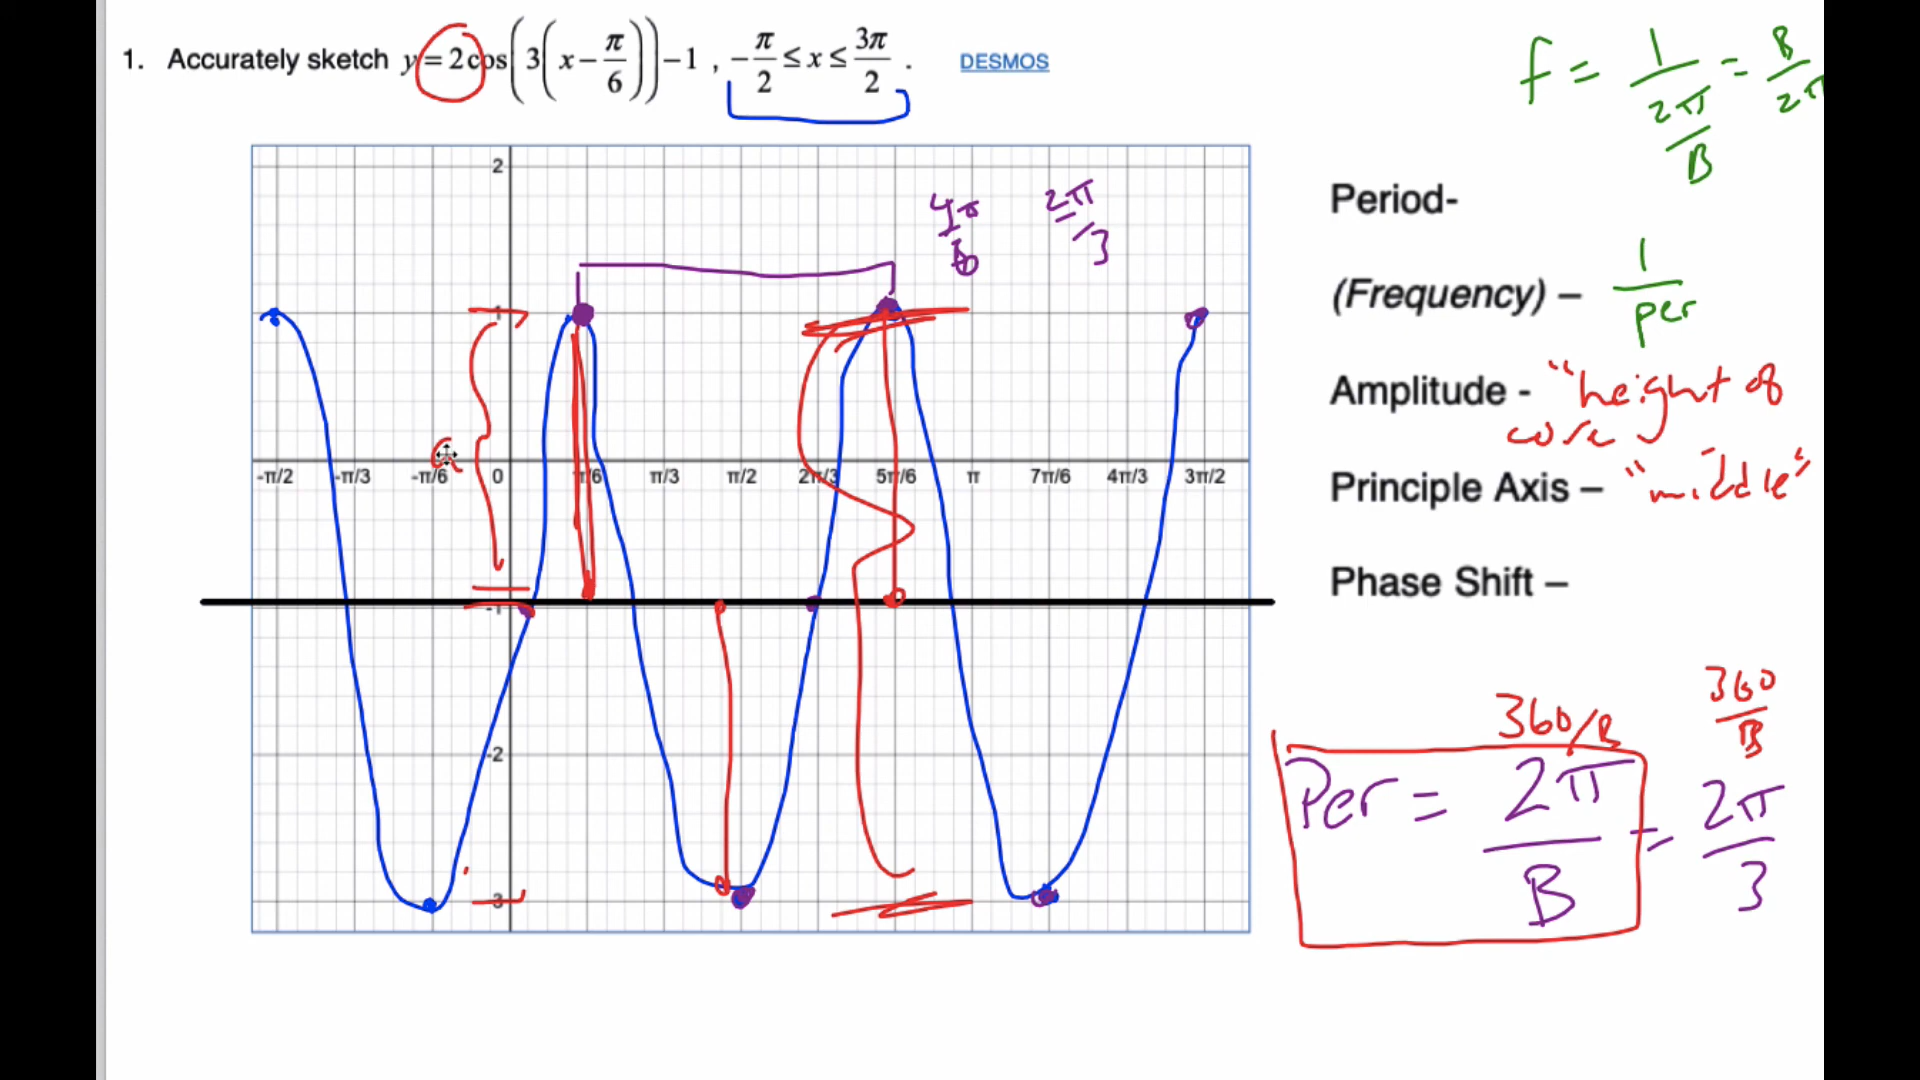 1. Accurately sketch y = 2cos(3(x − π/6)) − 1 , −π/2 ≤ x ≤ 3π/2 . DESMOS
f = 1/(2π/B) = B/2π
2
4π/6 2π/3
1
-π/2 -π/3 -π/6 0 π/6 π/3 π/2 2π/3 5π/6 π 7π/6 4π/3 3π/2
a
-1
-2
-3
Period-
(Frequency) – 1/per
Amplitude - "height of
Principle Axis – "middle"
Phase Shift –
360/B 360/B
Per = 2π/B = 2π/3